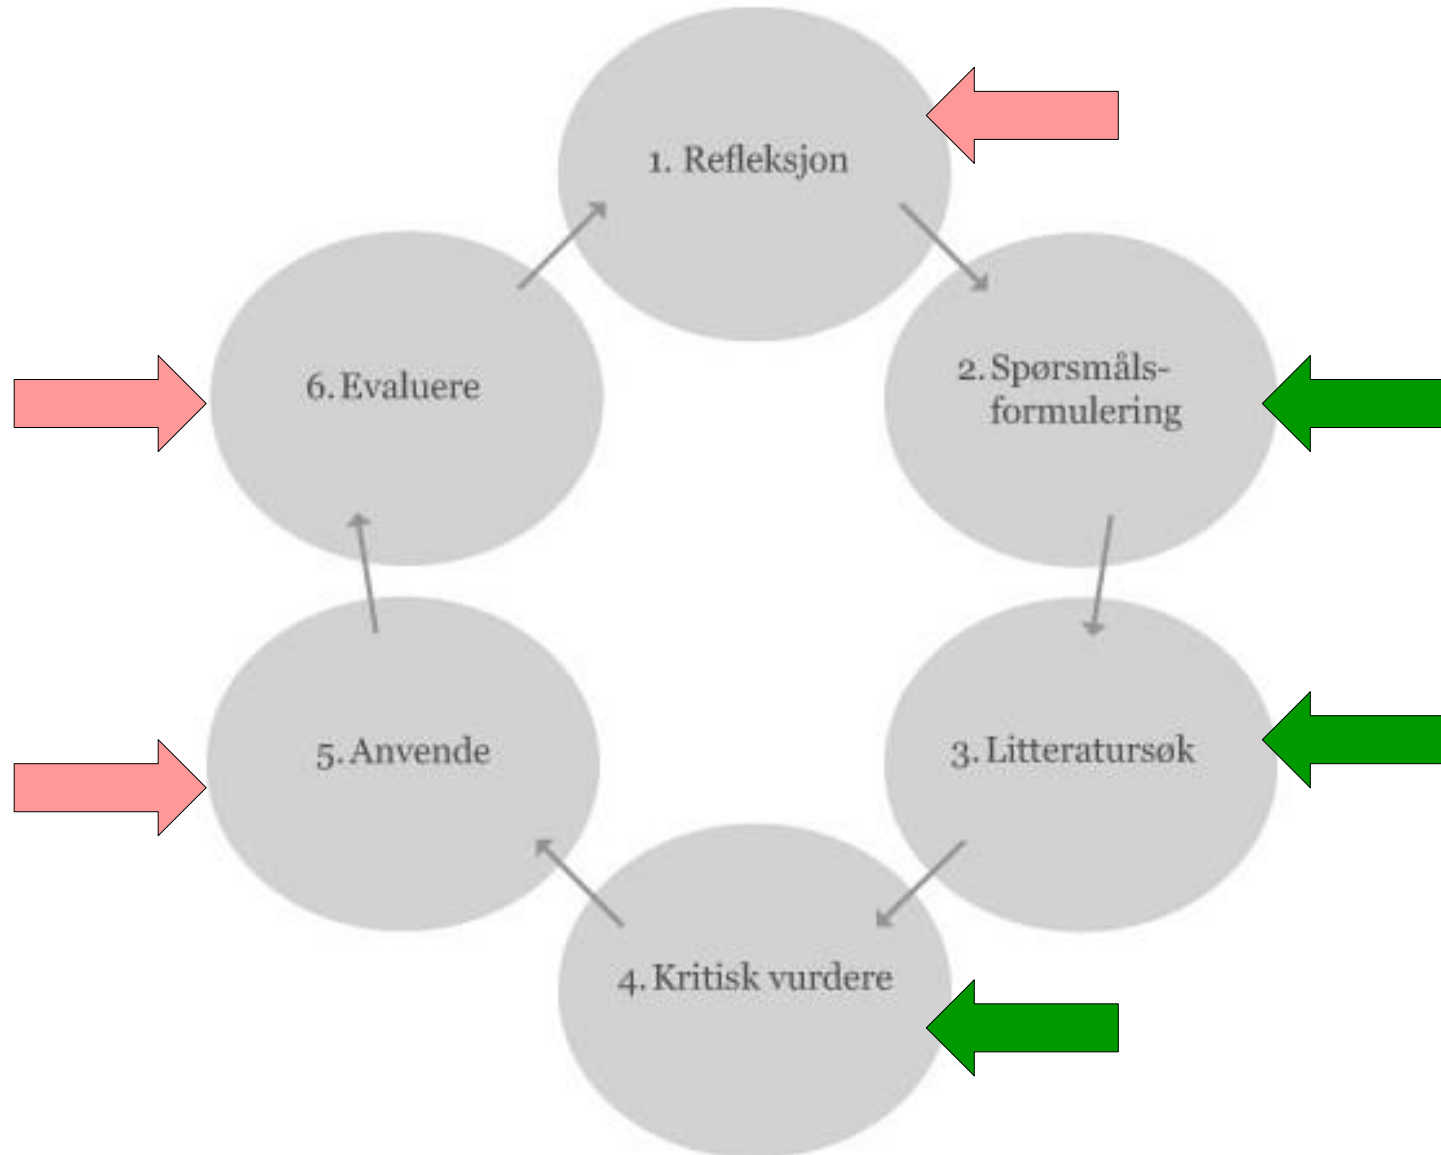 1. Refleksjon
2. Spørsmåls-
formulering
3. Litteratursøk
4. Kritisk vurdere
5. Anvende
6. Evaluere